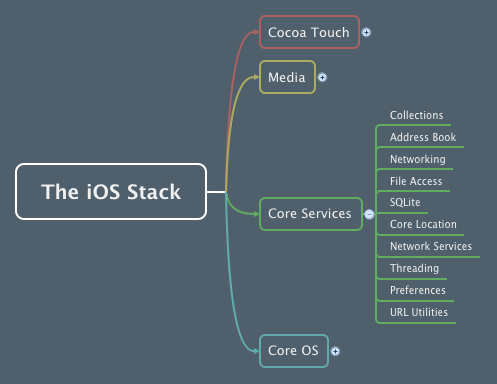 The iOS Stack
Cocoa Touch
Media
Core Services
Collections
Address Book
Networking
File Access
SQLite
Core Location
Network Services
Threading
Preferences
URL Utilities
Core OS